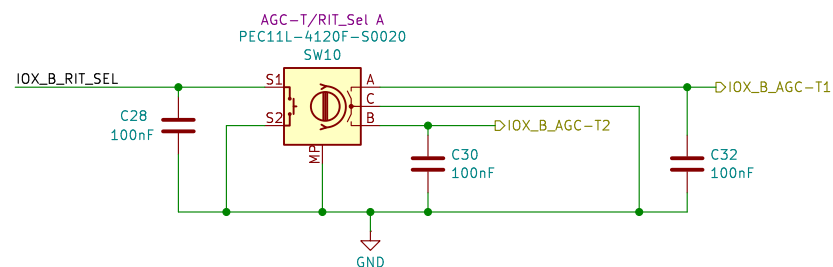 AGC-T/RIT_Sel A
PEC11L-4120F-S0020
SW10
IOX_B_RIT_SEL
S1
A
IOX_B_AGC-T1
C
C28
100nF
S2
B
IOX_B_AGC-T2
MP
C30
100nF
C32
100nF
GND